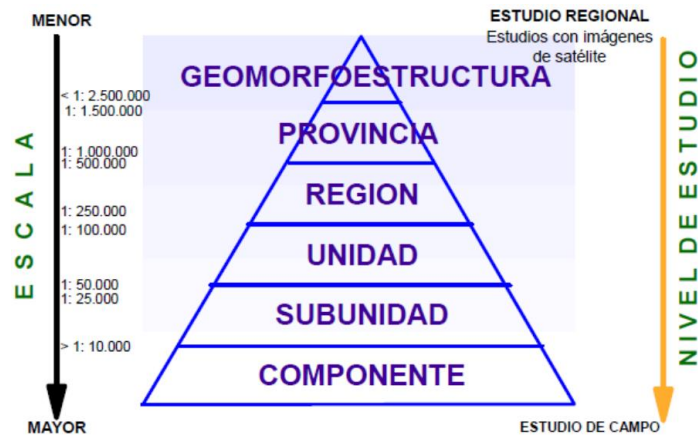 MENOR
ESTUDIO REGIONAL
Estudios con imágenes
de satélite
GEOMORFOESTRUCTURA
< 1: 2.500.000
1: 1.500.000
PROVINCIA
1: 1.000.000
1: 500.000
REGION
1: 250.000
1: 100.000
UNIDAD
1: 50.000
1: 25.000
SUBUNIDAD
> 1: 10.000
COMPONENTE
MAYOR
ESTUDIO DE CAMPO
ESCALA
NIVEL DE ESTUDIO